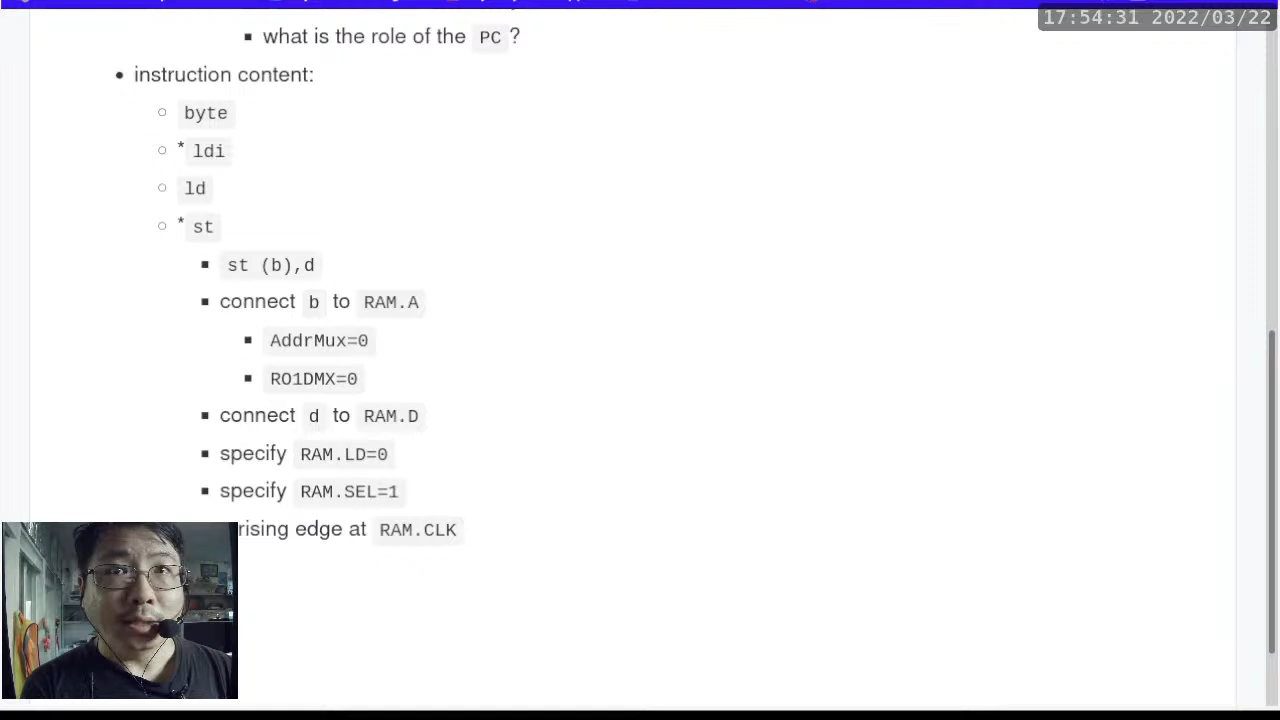 17:54:31 2022/03/22
what is the role of the PC ?
instruction content:
byte
* ldi
ld
* st
st (b),d
connect b to RAM.A
AddrMux=0
RO1DMX=0
connect d to RAM.D
specify RAM.LD=0
specify RAM.SEL=1
rising edge at RAM.CLK